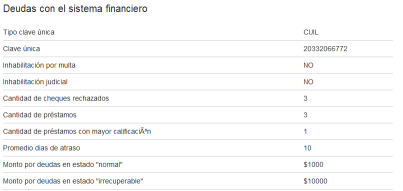 Deudas con el sistema financiero
Tipo clave única CUIL
Clave única 20332066772
Inhabilitación por multa NO
Inhabilitación judicial NO
Cantidad de cheques rechazados 3
Cantidad de préstamos 3
Cantidad de préstamos con mayor calificaciÃ³n 1
Promedio dias de atraso 10
Monto por deudas en estado "normal" $1000
Monto por deudas en estado "irrecuperable" $10000